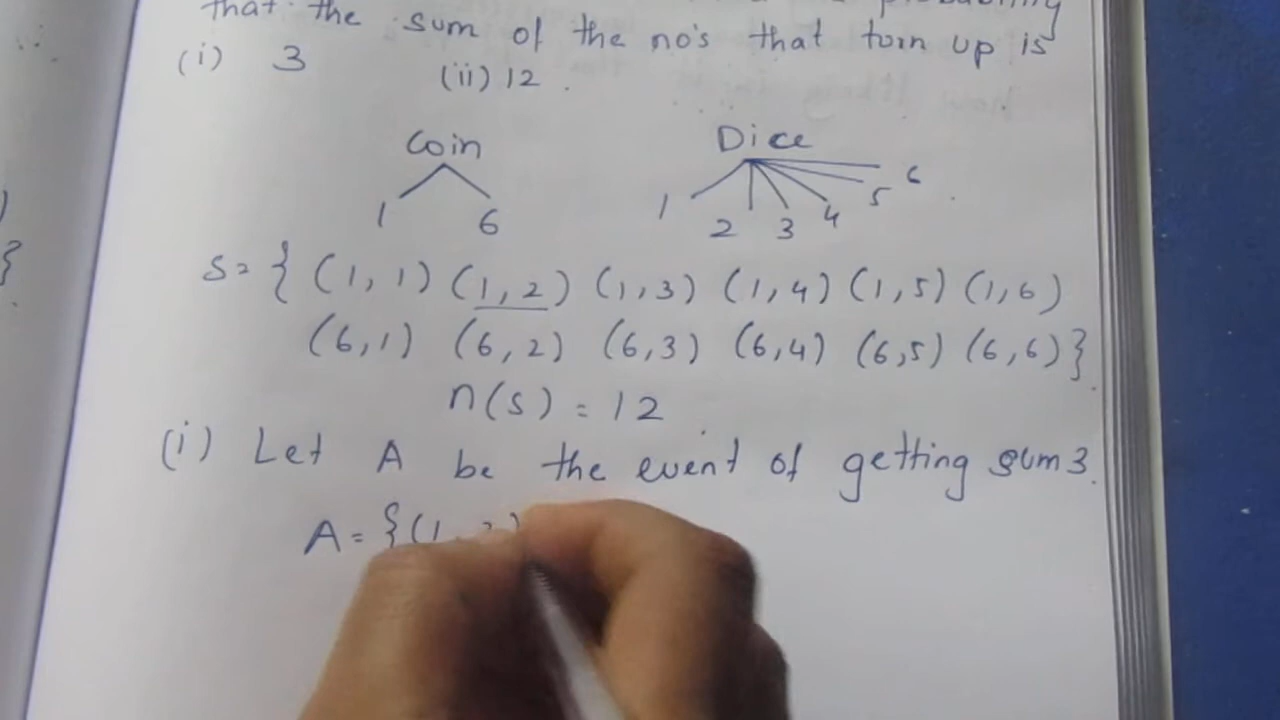 that the sum of the no's that turn up is
(i) 3 (ii) 12.
Coin Dice
1 6 1 2 3 4 5 6
S = { (1, 1) (1, 2) (1, 3) (1, 4) (1, 5) (1, 6)
(6, 1) (6, 2) (6, 3) (6, 4) (6, 5) (6, 6) }
n(s) = 12
(i) Let A be the event of getting sum 3.
A = {(1, 2)